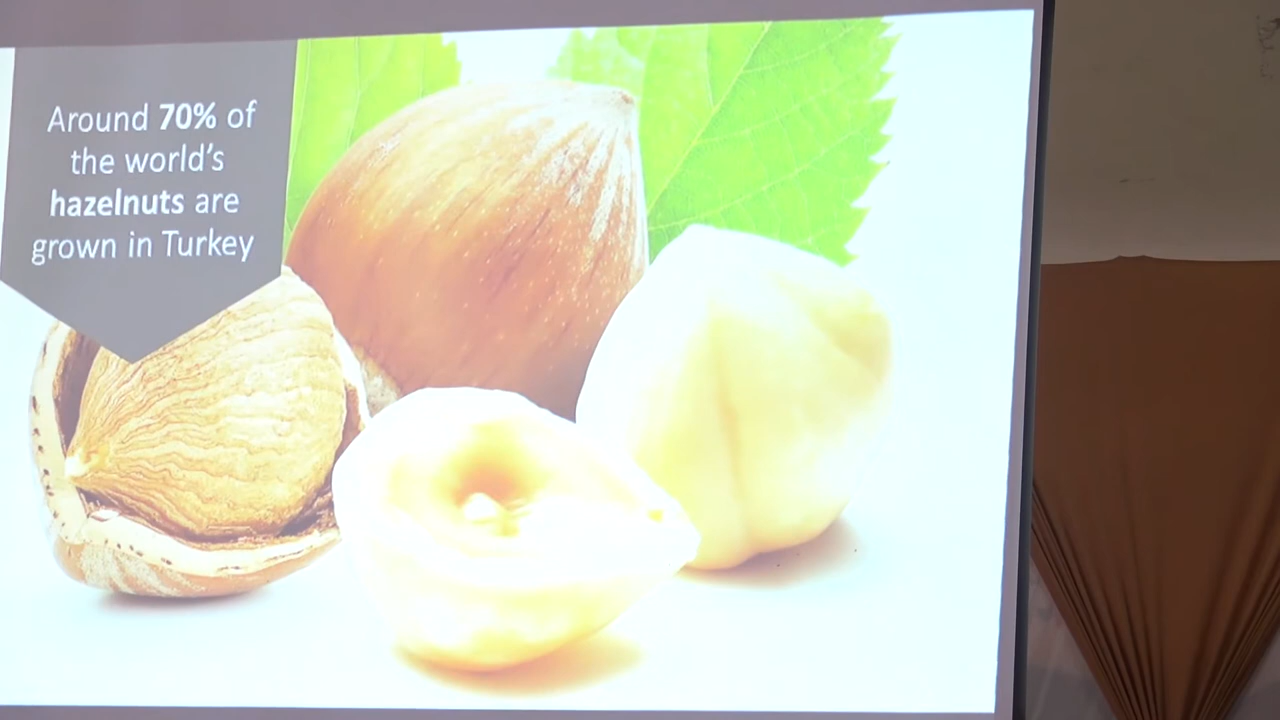 Around 70% of
the world's
hazelnuts are
grown in Turkey